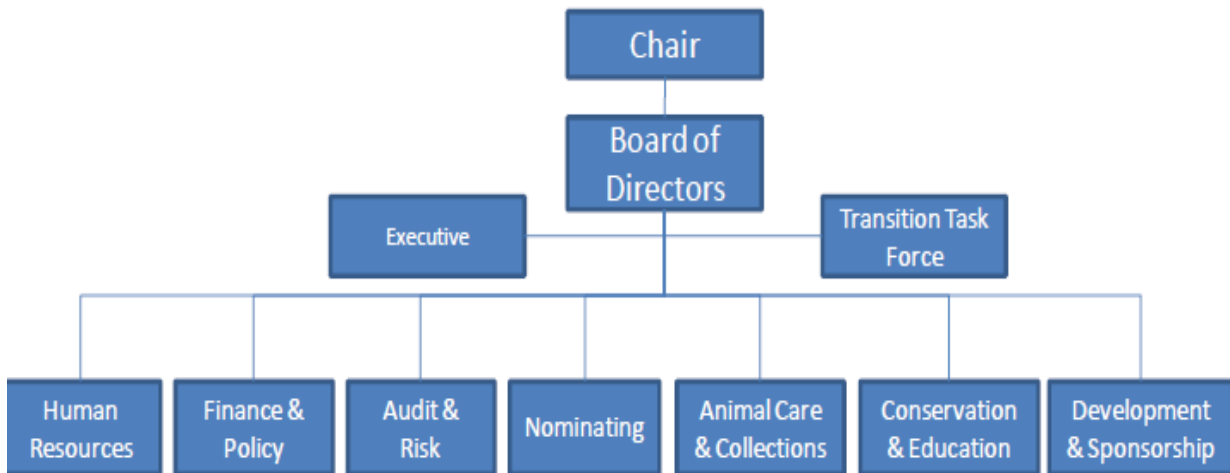 Chair
Board of
Directors
Executive
Transition Task
Force
Human
Resources
Finance &
Policy
Audit &
Risk
Nominating
Animal Care
& Collections
Conservation
& Education
Development
& Sponsorship